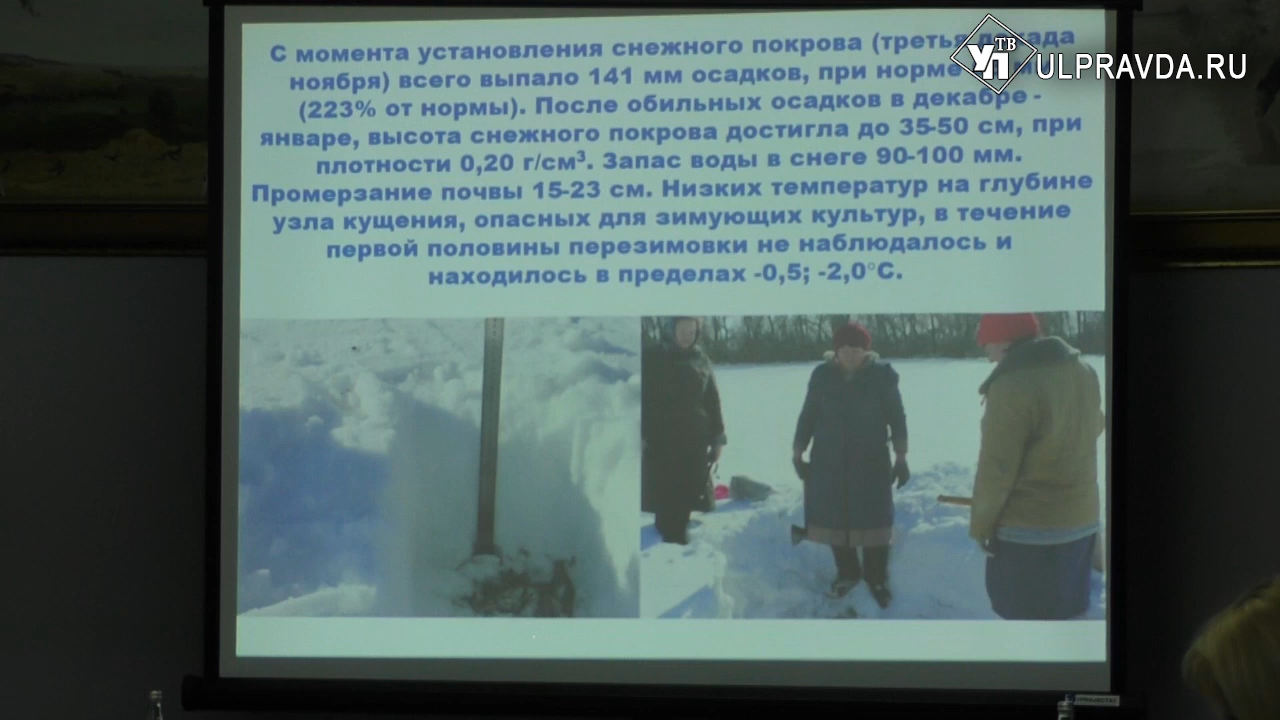 С момента установления снежного покрова (третья декада
ноября) всего выпало 141 мм осадков, при норме
(223% от нормы). После обильных осадков в декабре -
январе, высота снежного покрова достигла до 35-50 см, при
плотности 0,20 г/см³. Запас воды в снеге 90-100 мм.
Промерзание почвы 15-23 см. Низких температур на глубине
узла кущения, опасных для зимующих культур, в течение
первой половины перезимовки не наблюдалось и
находилось в пределах -0,5; -2,0°С.
УП ТВ ULPRAVDA.RU